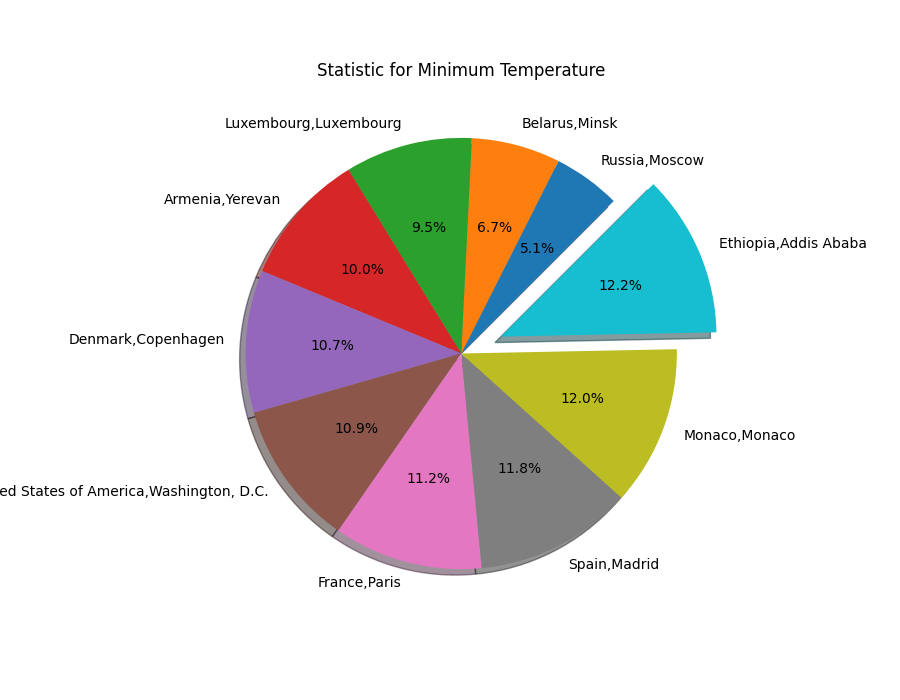 Statistic for Minimum Temperature
Luxembourg,Luxembourg
Belarus,Minsk
Russia,Moscow
Armenia,Yerevan
Ethiopia,Addis Ababa
9.5%
6.7%
5.1%
10.0%
12.2%
Denmark,Copenhagen
10.7%
12.0%
10.9%
Monaco,Monaco
11.8%
11.2%
ed States of America,Washington, D.C.
Spain,Madrid
France,Paris